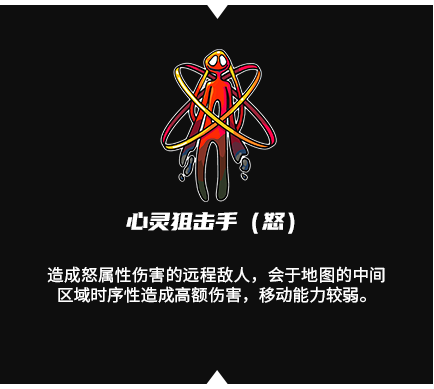 心灵狙击手（怒）
造成怒属性伤害的远程敌人，会于地图的中间
区域时序性造成高额伤害，移动能力较弱。